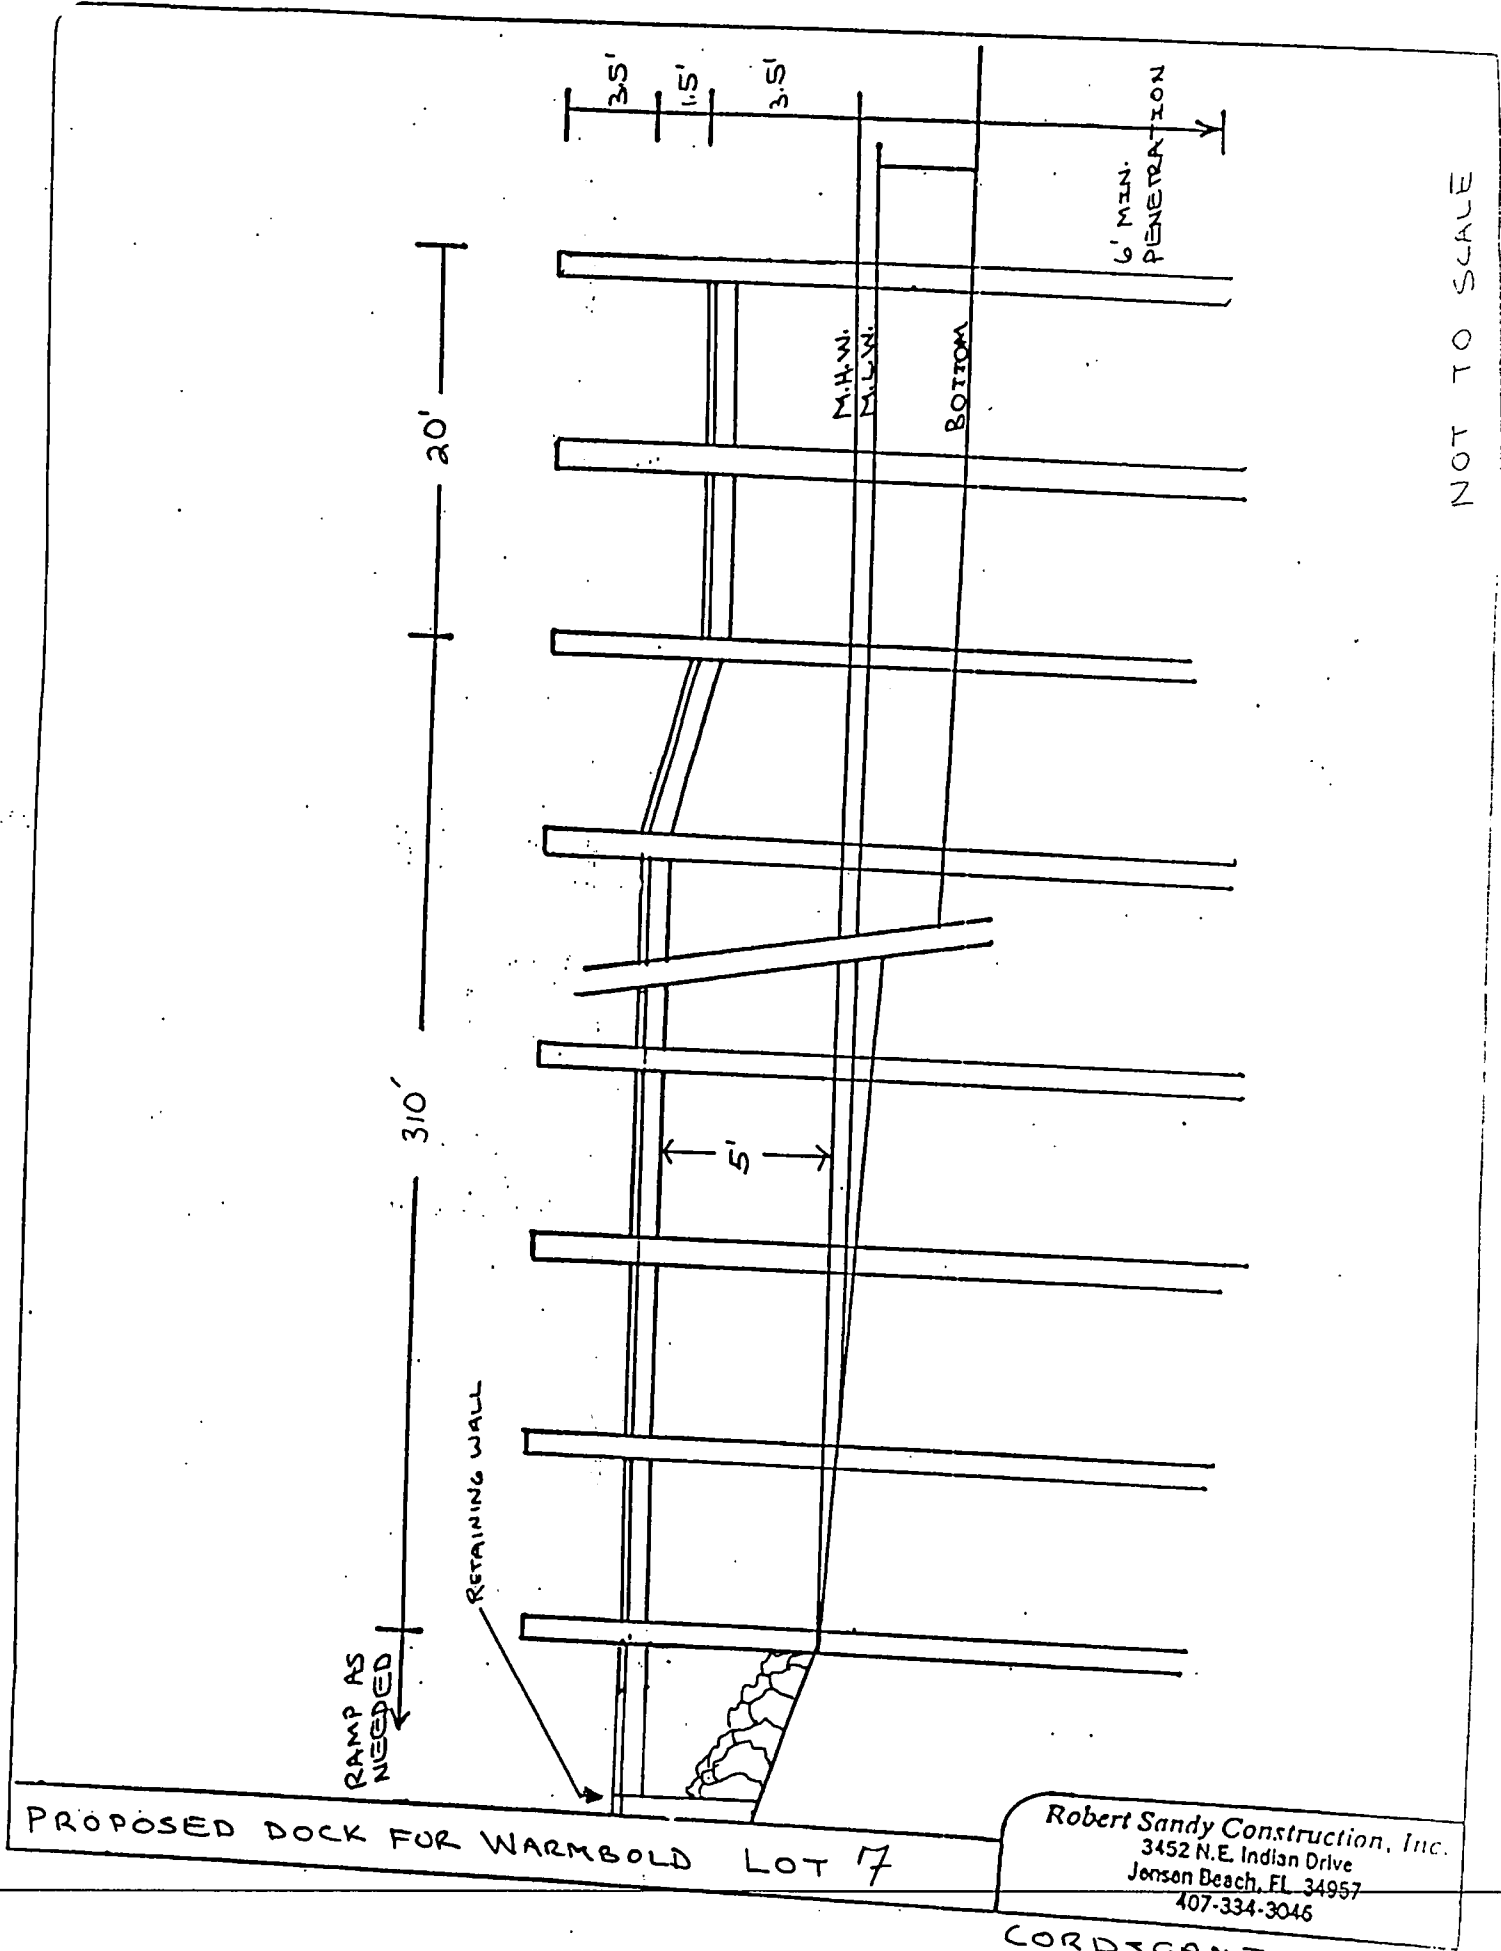 3.5'
1.5'
3.5'
6' MIN.
PENETRATION
NOT TO SCALE
20'
M.H.W.
M.L.W.
BOTTOM
310'
5'
RETAINING WALL
RAMP AS
NEEDED
PROPOSED DOCK FOR WARMBOLD LOT 7
Robert Sandy Construction, Inc.
3452 N.E. Indian Drive
Jensen Beach, FL 34957
407-334-3046